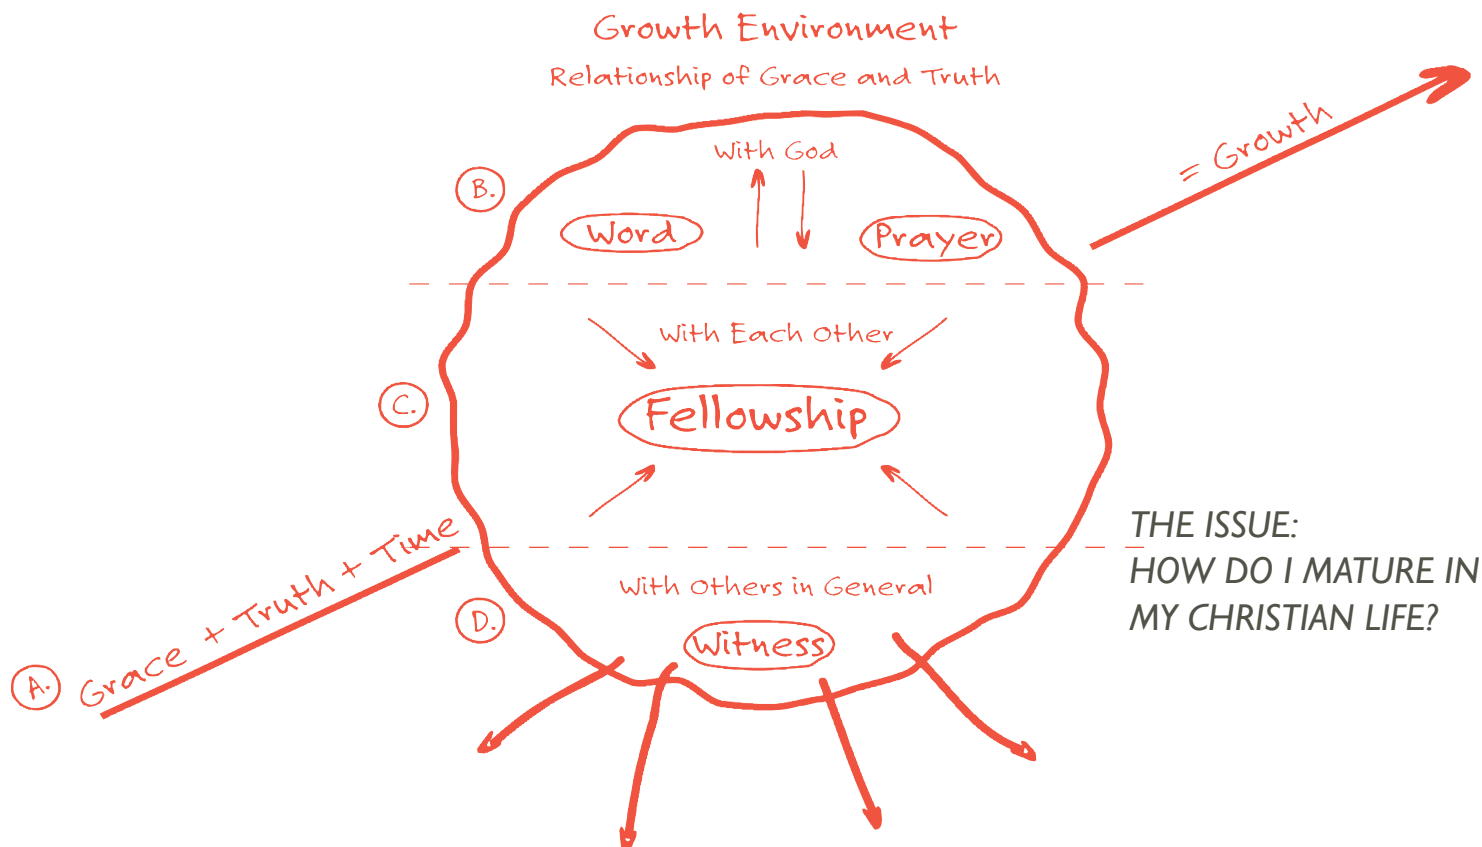 Growth Environment
Relationship of Grace and Truth
= Growth
With God
B.
Word
Prayer
With Each Other
C.
Fellowship
THE ISSUE:
HOW DO I MATURE IN
MY CHRISTIAN LIFE?
A.
Grace + Truth + Time
With Others in General
D.
Witness